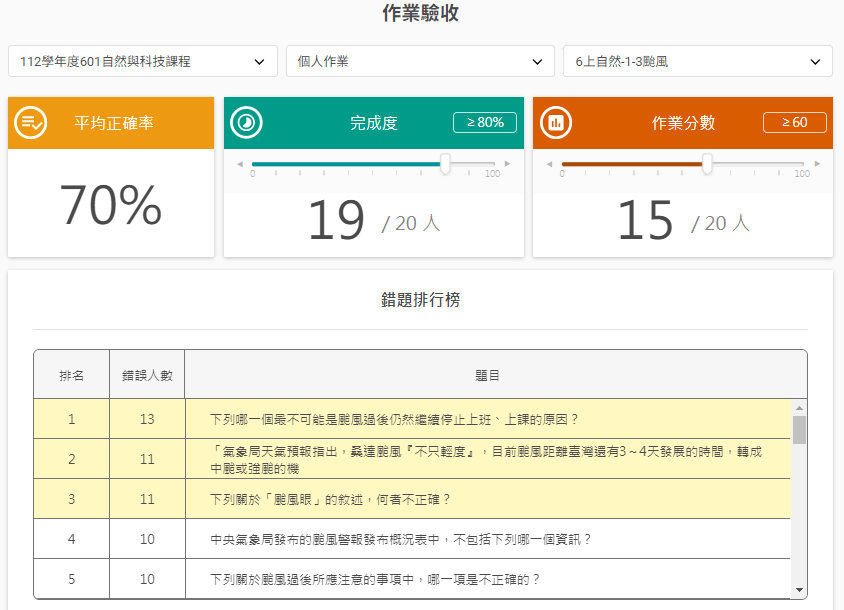 作業驗收
112學年度601自然與科技課程
個人作業
6上自然-1-3颱風
平均正確率
完成度
≥ 80%
作業分數
≥ 60
0
100
0
100
70%
19 / 20 人
15 / 20 人
錯題排行榜
排名 錯誤人數 題目
1 13 下列哪一個最不可能是颱風過後仍然繼續停止上班、上課的原因？
2 11 「氣象局天氣預報指出，桑達颱風『不只輕度』，目前颱風距離臺灣還有3～4天發展的時間，轉成
中颱或強颱的機
3 11 下列關於「颱風眼」的敘述，何者不正確？
4 10 中央氣象局發布的颱風警報發布概況表中，不包括下列哪一個資訊？
5 10 下列關於颱風過後所應注意的事項中，哪一項是不正確的？